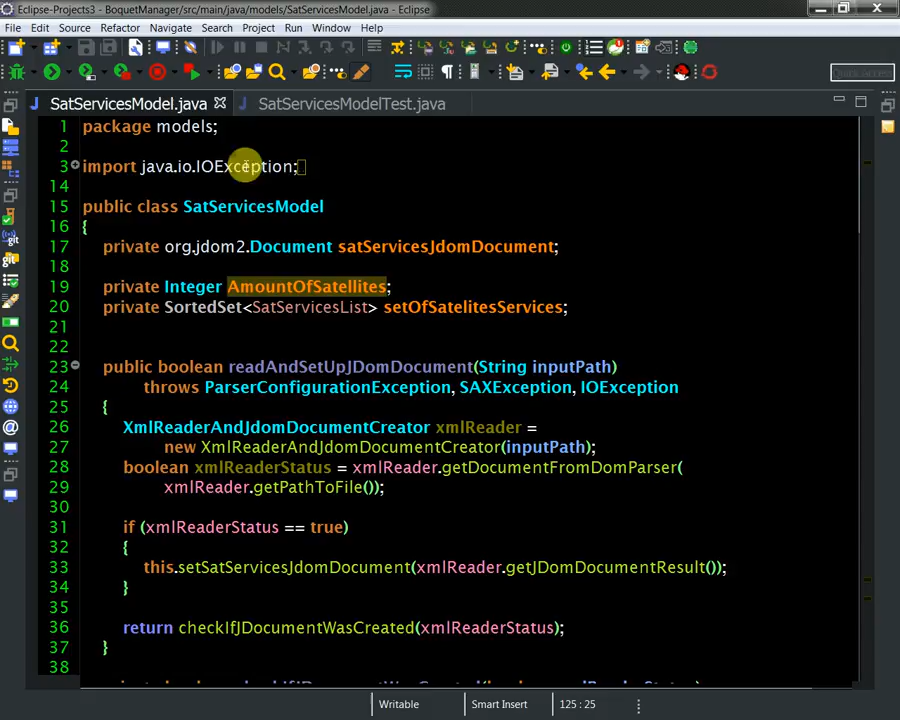 Eclipse-Projects3 - BoquetManager/src/main/java/models/SatServicesModel.java - Eclipse
File Edit Source Refactor Navigate Search Project Run Window Help
Quick Access
SatServicesModel.java SatServicesModelTest.java
1 package models;
2
3 import java.io.IOException;
14
15 public class SatServicesModel
16 {
17 private org.jdom2.Document satServicesJdomDocument;
18
19 private Integer AmountOfSatellites;
20 private SortedSet<SatServicesList> setOfSatelitesServices;
21
22
23 public boolean readAndSetUpJDomDocument(String inputPath)
24 throws ParserConfigurationException, SAXException, IOException
25 {
26 XmlReaderAndJdomDocumentCreator xmlReader =
27 new XmlReaderAndJdomDocumentCreator(inputPath);
28 boolean xmlReaderStatus = xmlReader.getDocumentFromDomParser(
29 xmlReader.getPathToFile());
30
31 if (xmlReaderStatus == true)
32 {
33 this.setSatServicesJdomDocument(xmlReader.getJDomDocumentResult());
34 }
35
36 return checkIfJDocumentWasCreated(xmlReaderStatus);
37 }
38
Writable Smart Insert 125 : 25